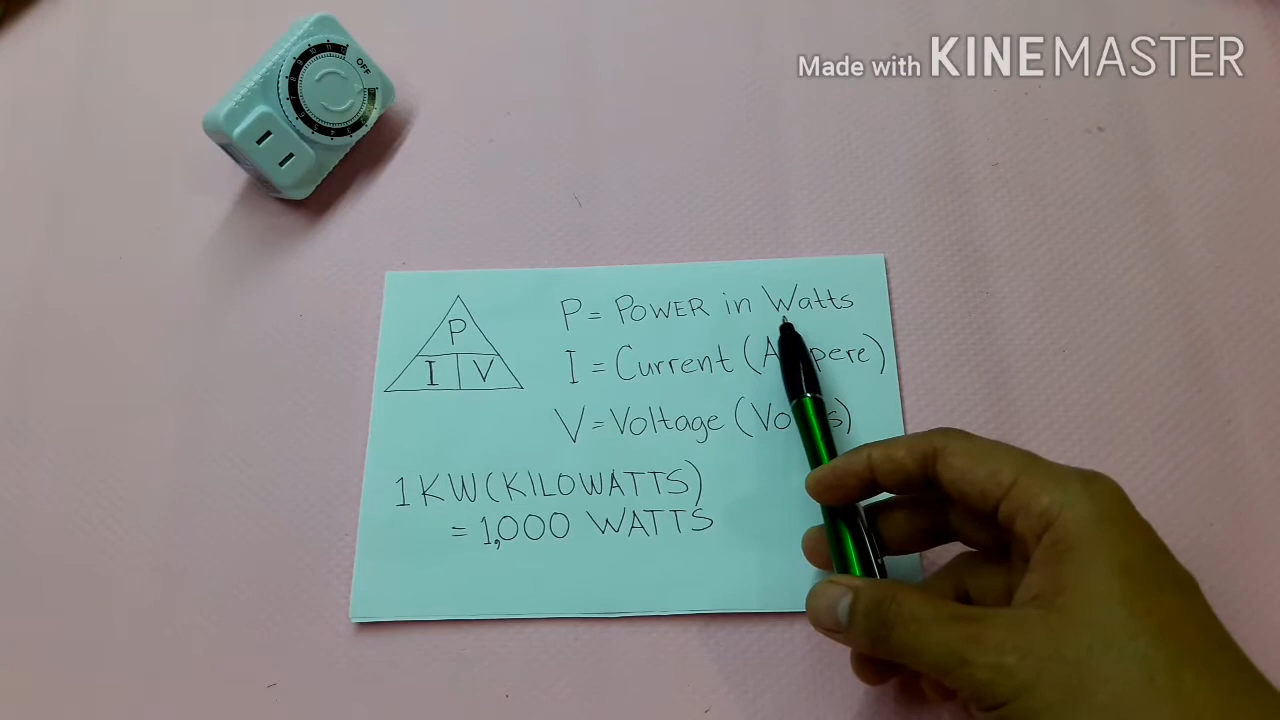 Made with KINEMASTER
OFF
P
I V
P = POWER in Watts
I = Current
V = Voltage
1 KW (KILOWATTS)
= 1,000 WATTS